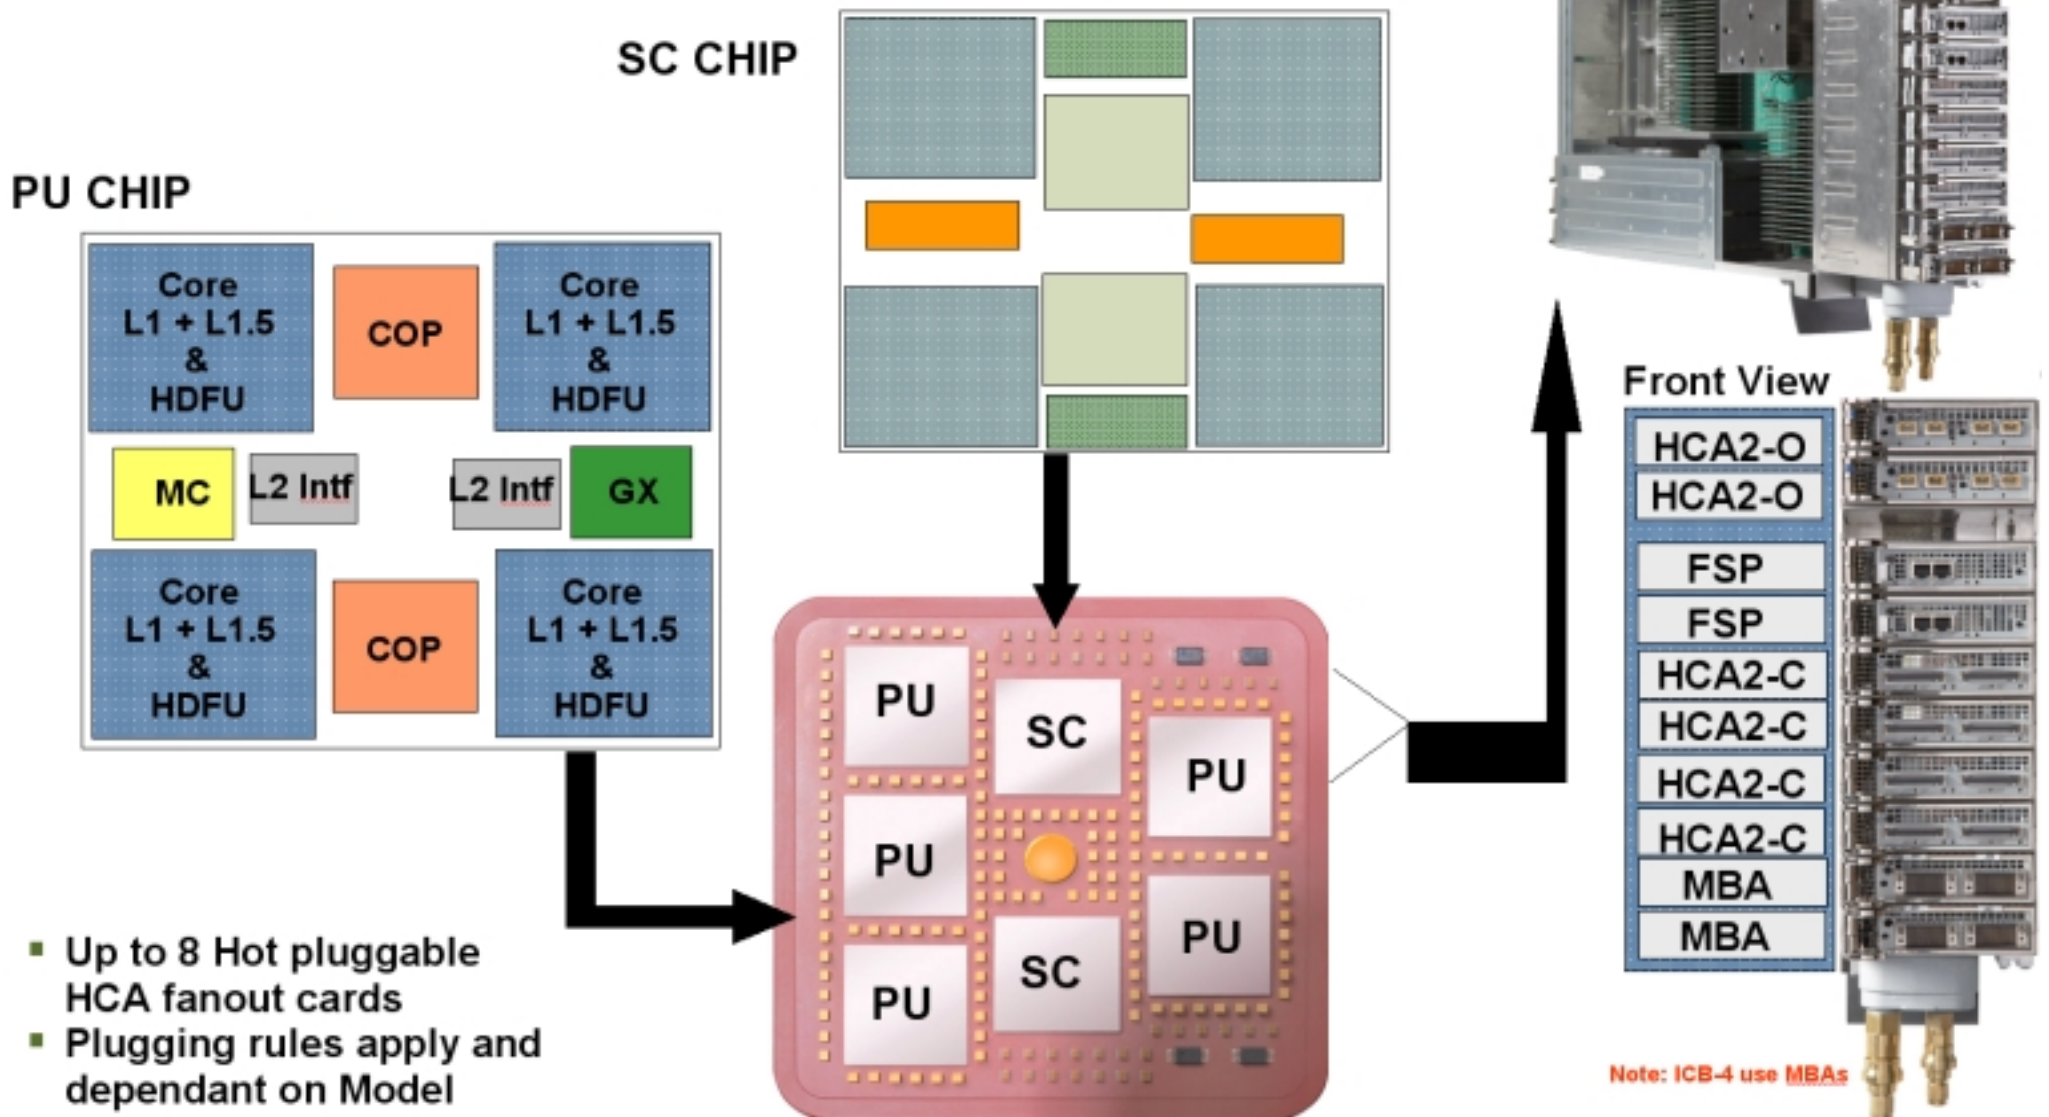 SC CHIP
PU CHIP
Core
L1 + L1.5
&
HDFU
COP
Core
L1 + L1.5
&
HDFU
MC
L2 Intf
L2 Intf
GX
Core
L1 + L1.5
&
HDFU
COP
Core
L1 + L1.5
&
HDFU
PU
SC
PU
PU
PU
SC
PU
Front View
HCA2-O
HCA2-O
FSP
FSP
HCA2-C
HCA2-C
HCA2-C
HCA2-C
MBA
MBA
▪ Up to 8 Hot pluggable
HCA fanout cards
▪ Plugging rules apply and
dependant on Model
Note: ICB-4 use MBAs